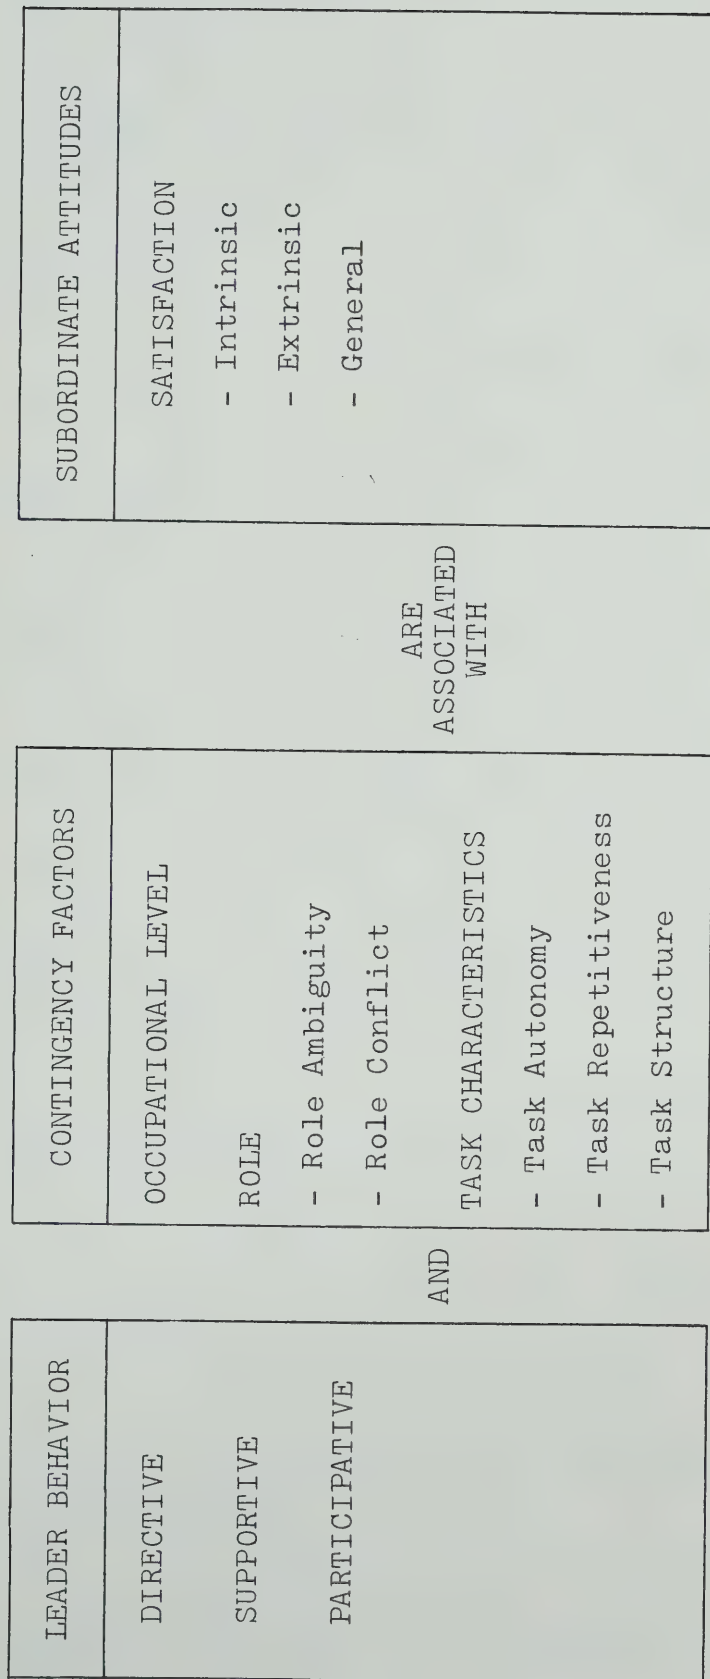 LEADER BEHAVIOR
DIRECTIVE
SUPPORTIVE
PARTICIPATIVE
AND
CONTINGENCY FACTORS
OCCUPATIONAL LEVEL
ROLE
- Role Ambiguity
- Role Conflict
TASK CHARACTERISTICS
- Task Autonomy
- Task Repetitiveness
- Task Structure
ARE
ASSOCIATED
WITH
SUBORDINATE ATTITUDES
SATISFACTION
- Intrinsic
- Extrinsic
- General